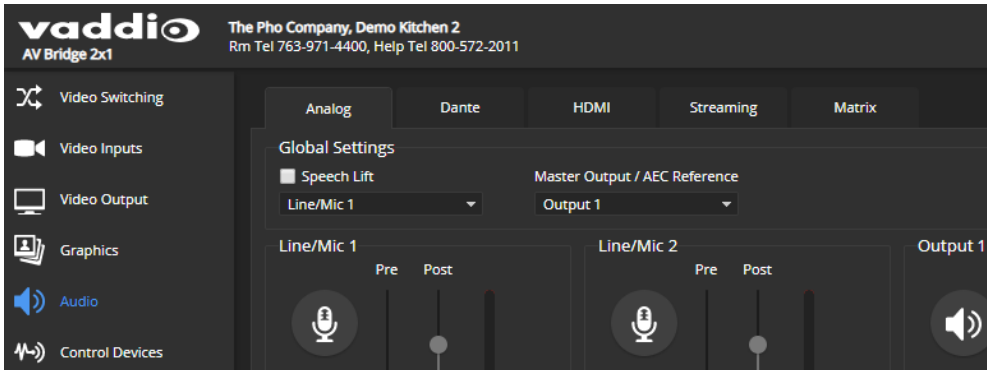 vaddio
AV Bridge 2x1
The Pho Company, Demo Kitchen 2
Rm Tel 763-971-4400, Help Tel 800-572-2011
Video Switching
Video Inputs
Video Output
Graphics
Audio
Control Devices
Analog Dante HDMI Streaming Matrix
Global Settings
Speech Lift Master Output / AEC Reference
Line/Mic 1 Output 1
Line/Mic 1 Line/Mic 2 Output 1
Pre Post Pre Post